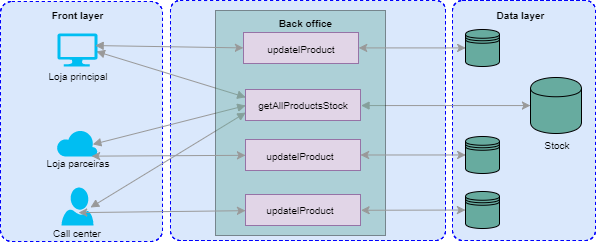 Front layer
Back office
Data layer
updateIProduct
Loja principal
getAllProductsStock
Stock
updateIProduct
Loja parceiras
updateIProduct
Call center